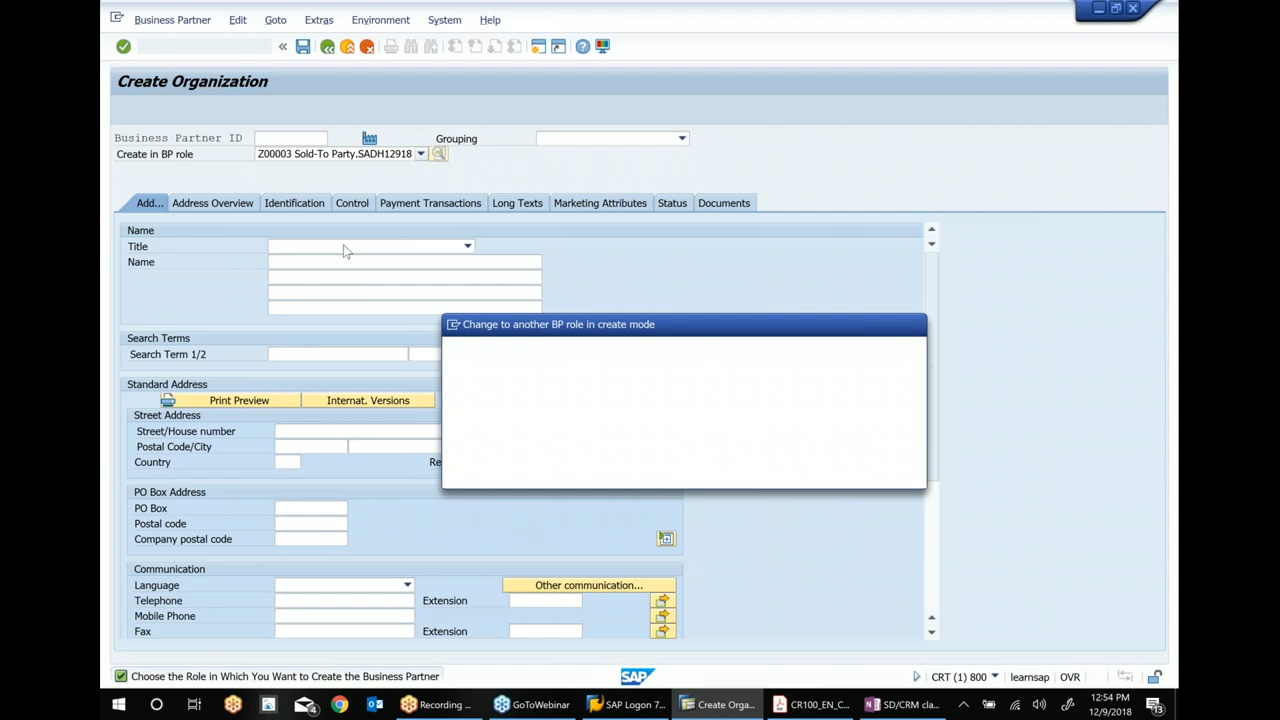 Business Partner Edit Goto Extras Environment System Help
Create Organization
Business Partner ID Grouping
Create in BP role Z00003 Sold-To Party.SADH12918
Add... Address Overview Identification Control Payment Transactions Long Texts Marketing Attributes Status Documents
Name
Title
Name
Change to another BP role in create mode
Search Terms
Search Term 1/2
Standard Address
Print Preview Internat. Versions
Street Address
Street/House number
Postal Code/City
Country Re
PO Box Address
PO Box
Postal code
Company postal code
Communication
Language Other communication...
Telephone Extension
Mobile Phone
Fax Extension
Choose the Role in Which You Want to Create the Business Partner SAP CRT (1) 800 learnsap OVR
4 Recording ... GoToWebinar SAP Logon 7... Create Orga... CR100_EN_C... SD/CRM cla... 12:54 PM
12/9/2018 13